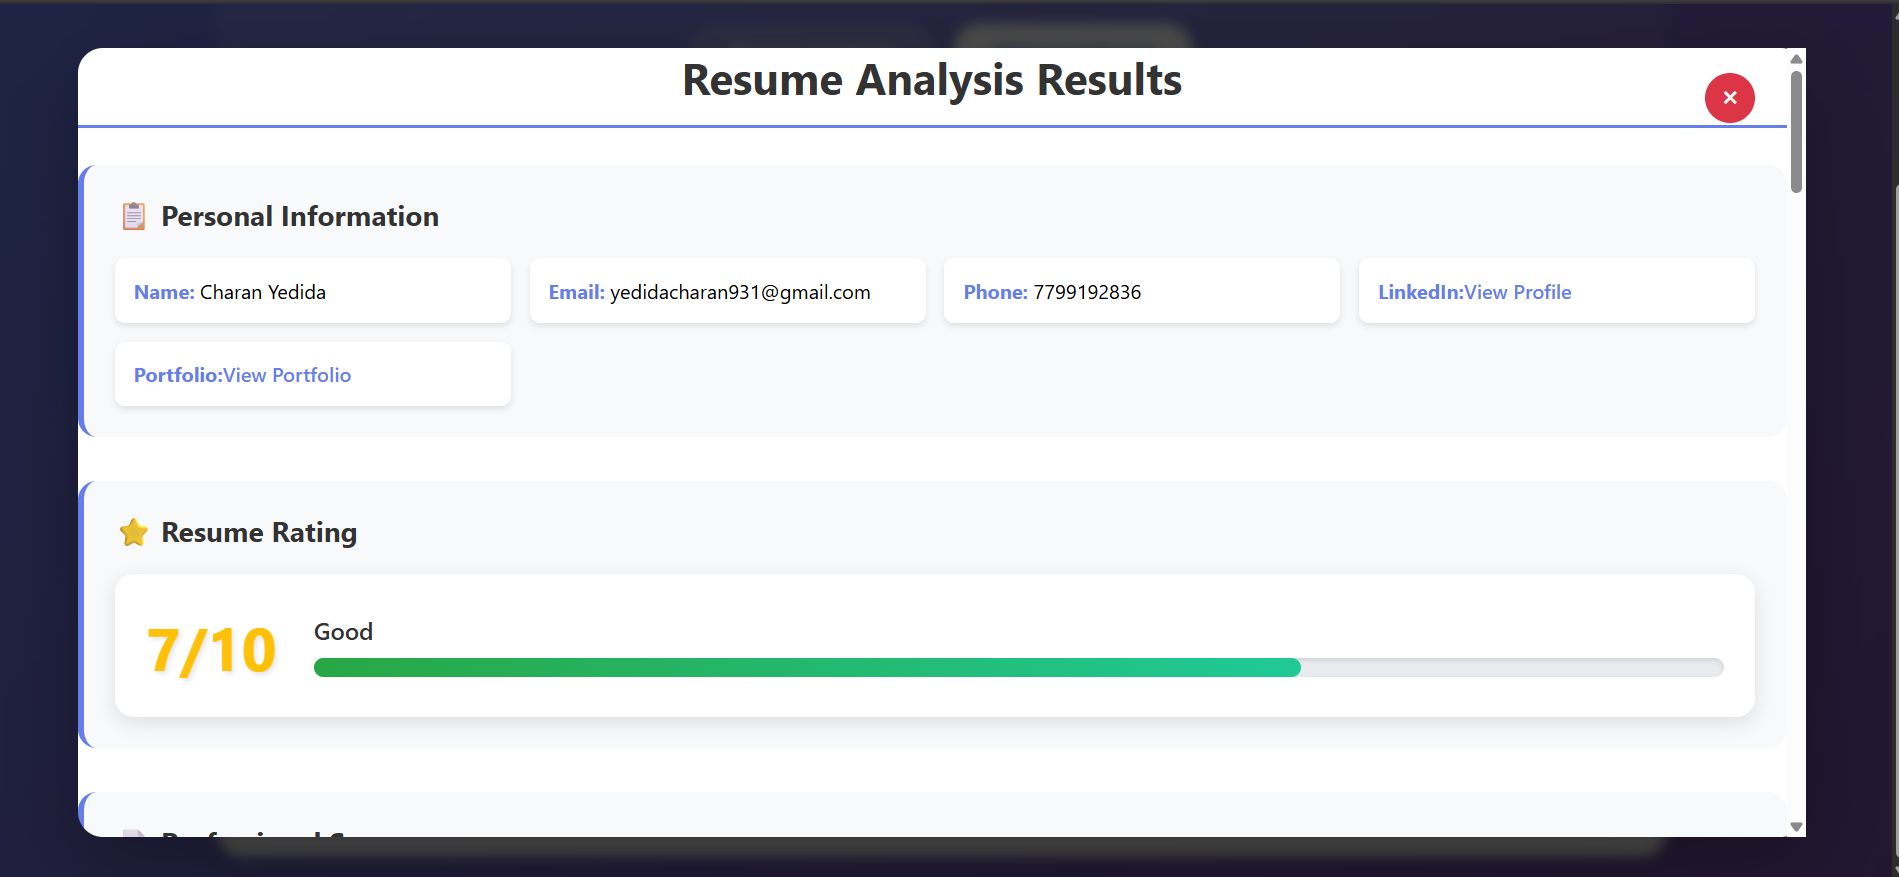 Resume Analysis Results
×
Personal Information
Name: Charan Yedida
Email: yedidacharan931@gmail.com
Phone: 7799192836
LinkedIn:View Profile
Portfolio:View Portfolio
Resume Rating
7/10
Good